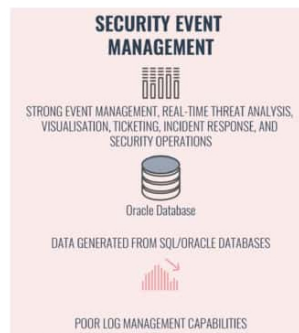 SECURITY EVENT
MANAGEMENT
STRONG EVENT MANAGEMENT, REAL-TIME THREAT ANALYSIS,
VISUALISATION, TICKETING, INCIDENT RESPONSE, AND
SECURITY OPERATIONS
Oracle Database
DATA GENERATED FROM SQL/ORACLE DATABASES
POOR LOG MANAGEMENT CAPABILITIES